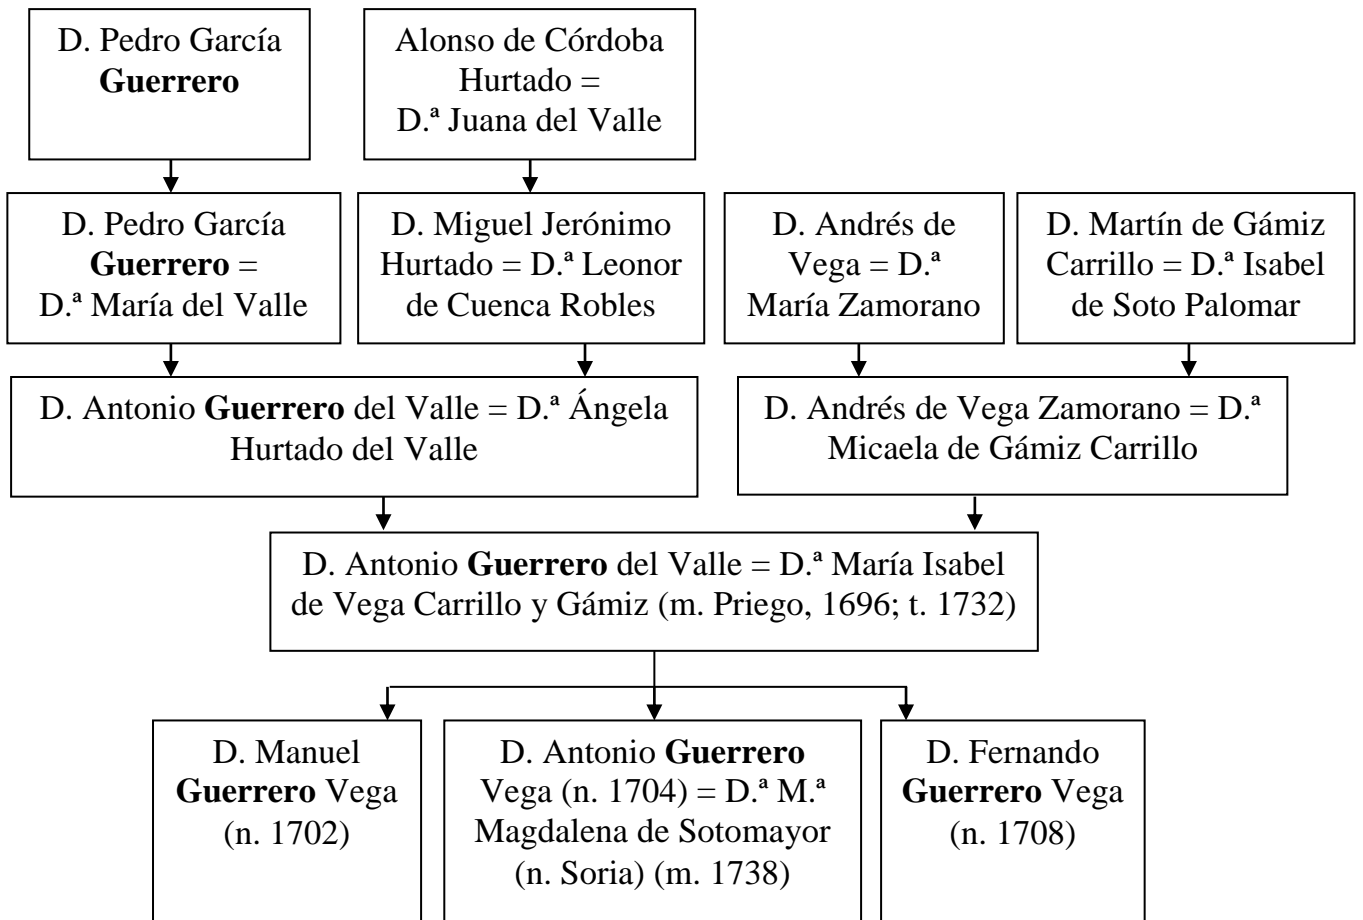 D. Pedro García
Guerrero
Alonso de Córdoba
Hurtado =
D.ª Juana del Valle
D. Pedro García
Guerrero =
D.ª María del Valle
D. Miguel Jerónimo
Hurtado = D.ª Leonor
de Cuenca Robles
D. Andrés de
Vega = D.ª
María Zamorano
D. Martín de Gámiz
Carrillo = D.ª Isabel
de Soto Palomar
D. Antonio Guerrero del Valle = D.ª Ángela
Hurtado del Valle
D. Andrés de Vega Zamorano = D.ª
Micaela de Gámiz Carrillo
D. Antonio Guerrero del Valle = D.ª María Isabel
de Vega Carrillo y Gámiz (m. Priego, 1696; t. 1732)
D. Manuel
Guerrero Vega
(n. 1702)
D. Antonio Guerrero
Vega (n. 1704) = D.ª M.ª
Magdalena de Sotomayor
(n. Soria) (m. 1738)
D. Fernando
Guerrero Vega
(n. 1708)